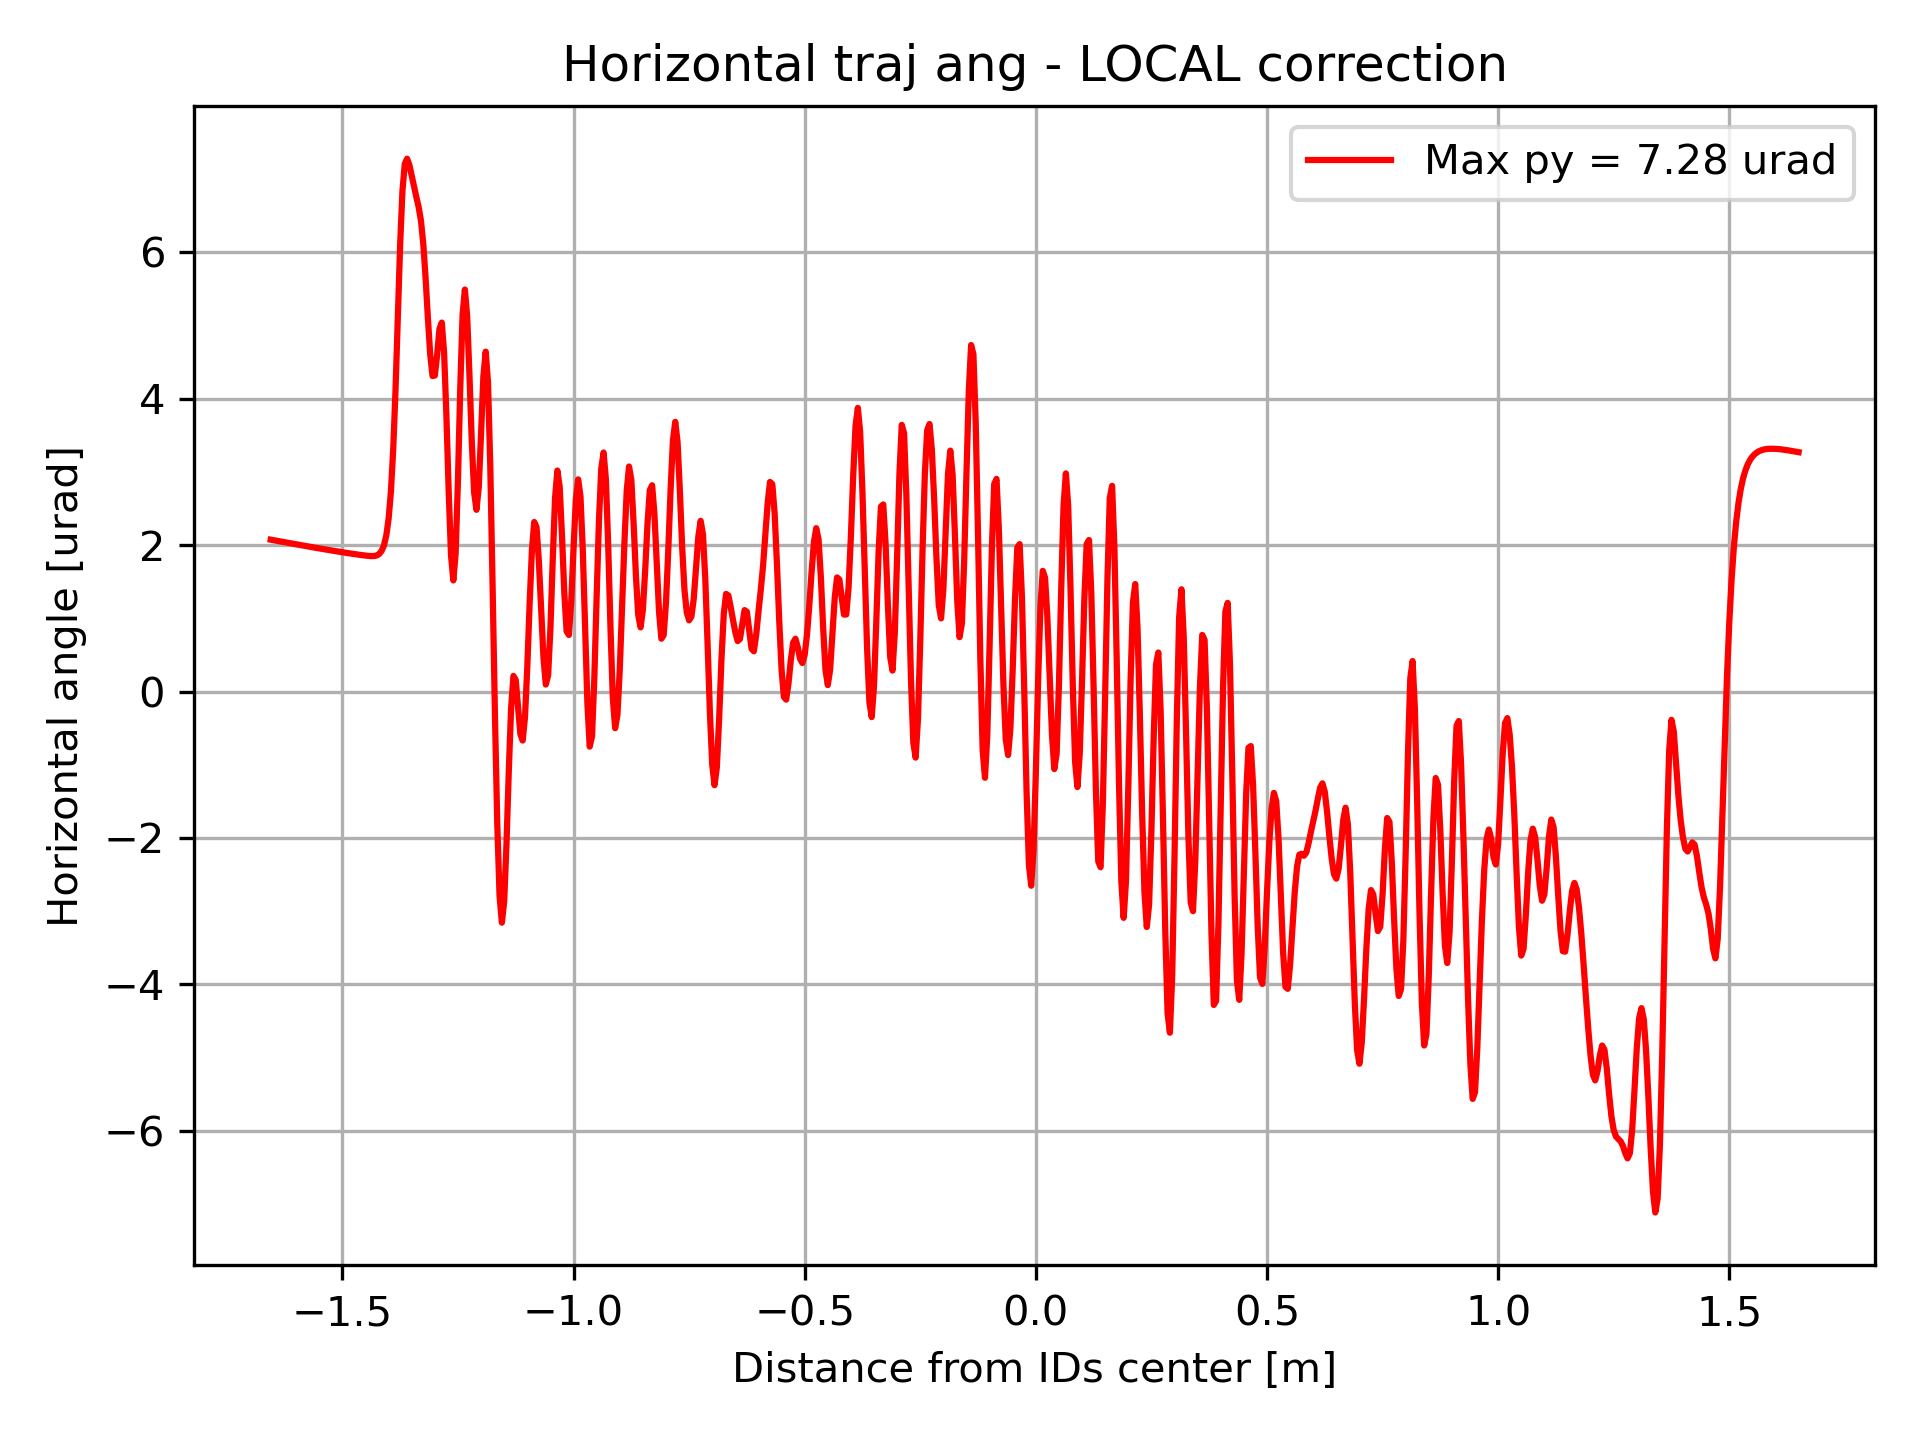 Horizontal traj ang - LOCAL correction
Max py = 7.28 urad
Horizontal angle [urad]
6
4
2
0
−2
−4
−6
−1.5 −1.0 −0.5 0.0 0.5 1.0 1.5
Distance from IDs center [m]